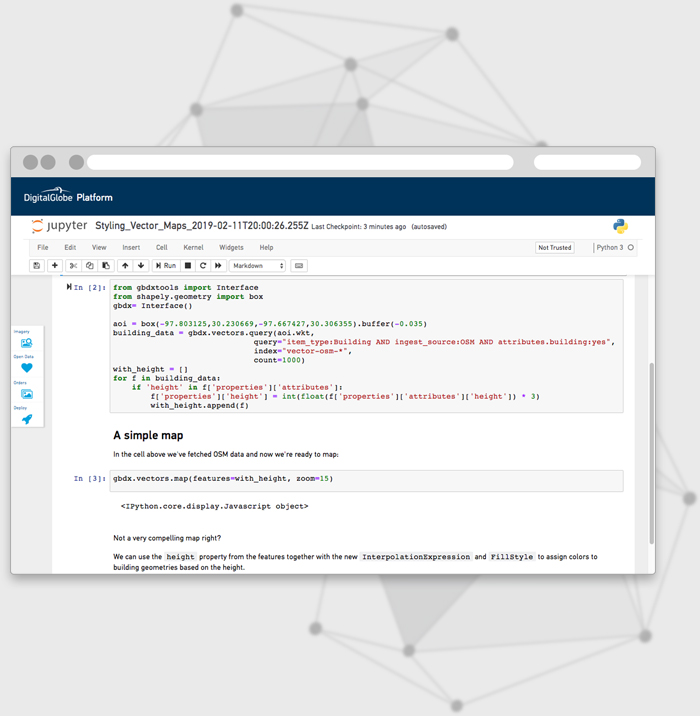 DigitalGlobe Platform
jupyter Styling_Vector_Maps_2019-02-11T20:00:26.255Z Last Checkpoint: 3 minutes ago (autosaved)
File Edit View Insert Cell Kernel Widgets Help Not Trusted Python 3
Run Markdown
In [2]: from gbdxtools import Interface
from shapely.geometry import box
gbdx= Interface()
aoi = box(-97.803125,30.230669,-97.667427,30.306355).buffer(-0.035)
building_data = gbdx.vectors.query(aoi.wkt,
query="item_type:Building AND ingest_source:OSM AND attributes.building:yes",
index="vector-osm-*",
count=1000)
with_height = []
for f in building_data:
if 'height' in f['properties']['attributes']:
f['properties']['height'] = int(float(f['properties']['attributes']['height']) * 3)
with_height.append(f)
Imagery
Open Data
Orders
Deploy
A simple map
In the cell above we've fetched OSM data and now we're ready to map:
In [3]: gbdx.vectors.map(features=with_height, zoom=15)
<IPython.core.display.Javascript object>
Not a very compelling map right?
We can use the height property from the features together with the new InterpolationExpression and FillStyle to assign colors to
building geometries based on the height.